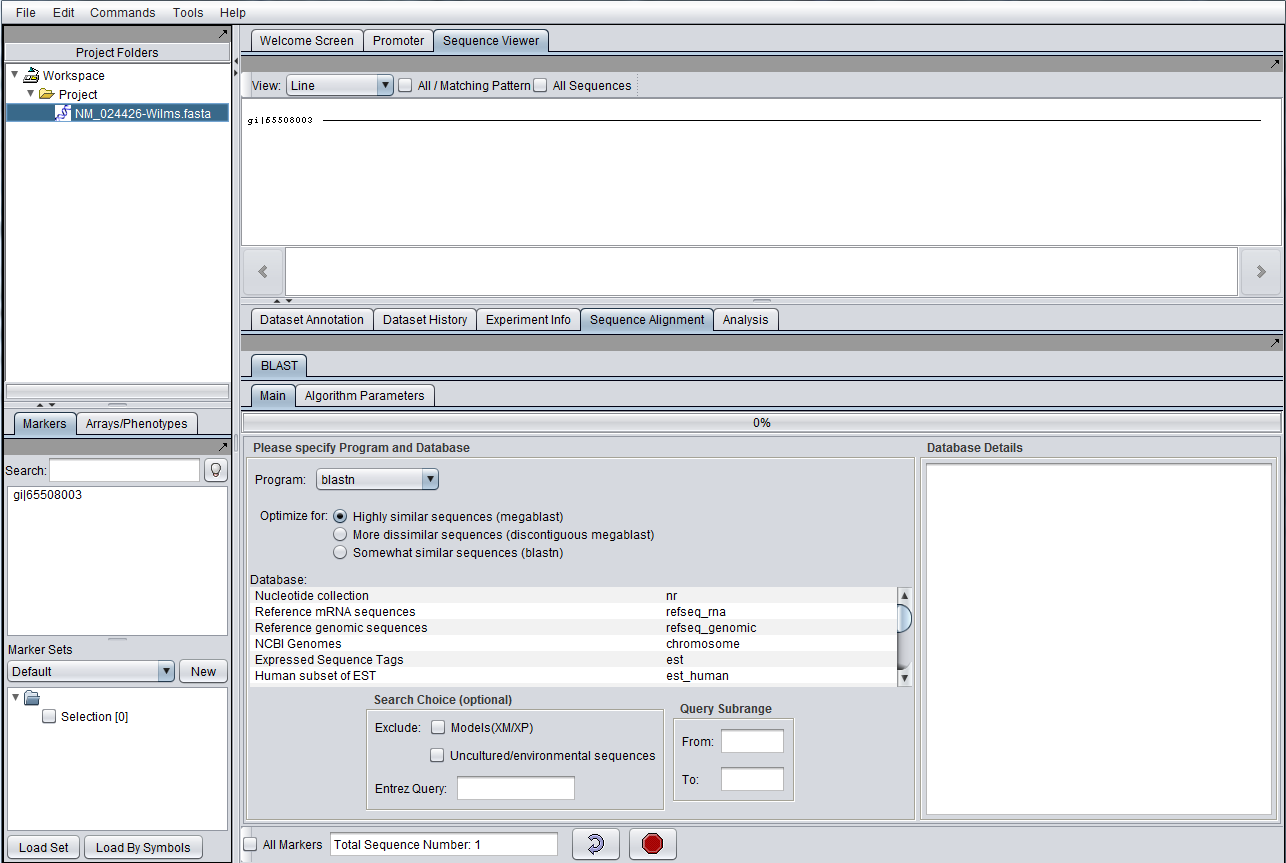 File Edit Commands Tools Help
Project Folders
Workspace
Project
NM_024426-Wilms.fasta
Markers Arrays/Phenotypes
Search:
gi|65508003
Marker Sets
Default New
Selection [0]
Load Set Load By Symbols
Welcome Screen Promoter Sequence Viewer
View: Line All / Matching Pattern All Sequences
gi|65508003
Dataset Annotation Dataset History Experiment Info Sequence Alignment Analysis
BLAST
Main Algorithm Parameters
0%
Please specify Program and Database
Program: blastn
Optimize for: Highly similar sequences (megablast)
More dissimilar sequences (discontiguous megablast)
Somewhat similar sequences (blastn)
Database:
Nucleotide collection nr
Reference mRNA sequences refseq_rna
Reference genomic sequences refseq_genomic
NCBI Genomes chromosome
Expressed Sequence Tags est
Human subset of EST est_human
Search Choice (optional)
Exclude: Models(XM/XP)
Uncultured/environmental sequences
Entrez Query:
Query Subrange
From:
To:
Database Details
All Markers Total Sequence Number: 1